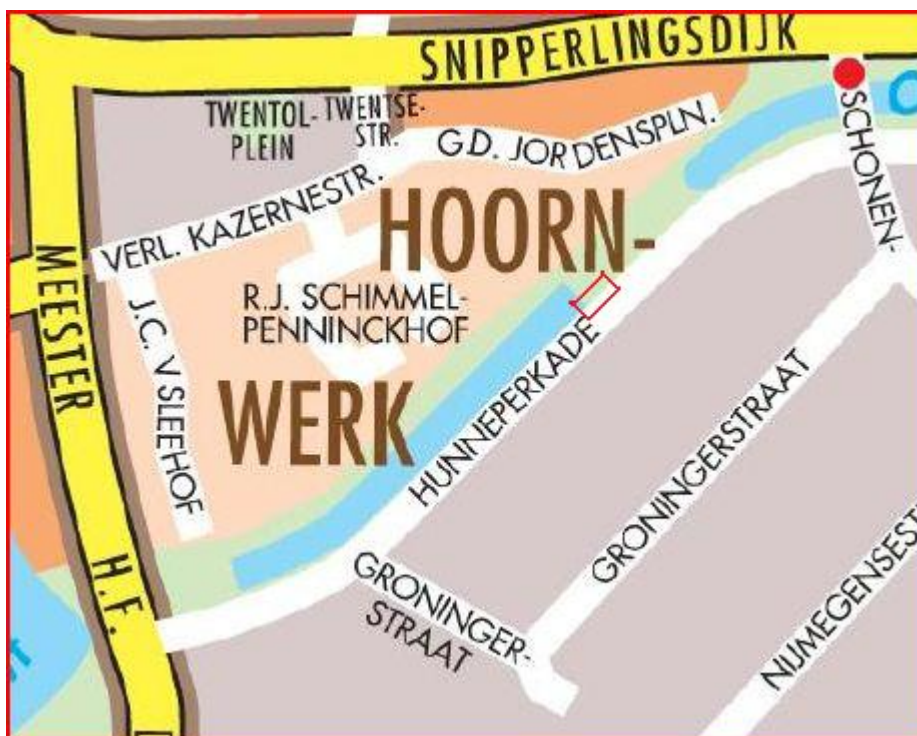 SNIPPERLINGSDIJK
TWENTOL-
PLEIN
TWENTSE-
STR.
G.D. JORDENSPLN.
SCHONEN-
VERL. KAZERNESTR.
HOORN-
WERK
MEESTER
H.F.
J.C. V SLEEHOF
R.J. SCHIMMEL-
PENNINCKHOF
HUNNEPERKADE
GRONINGERSTRAAT
GRONINGER-
STRAAT
NIJMEGENSEST